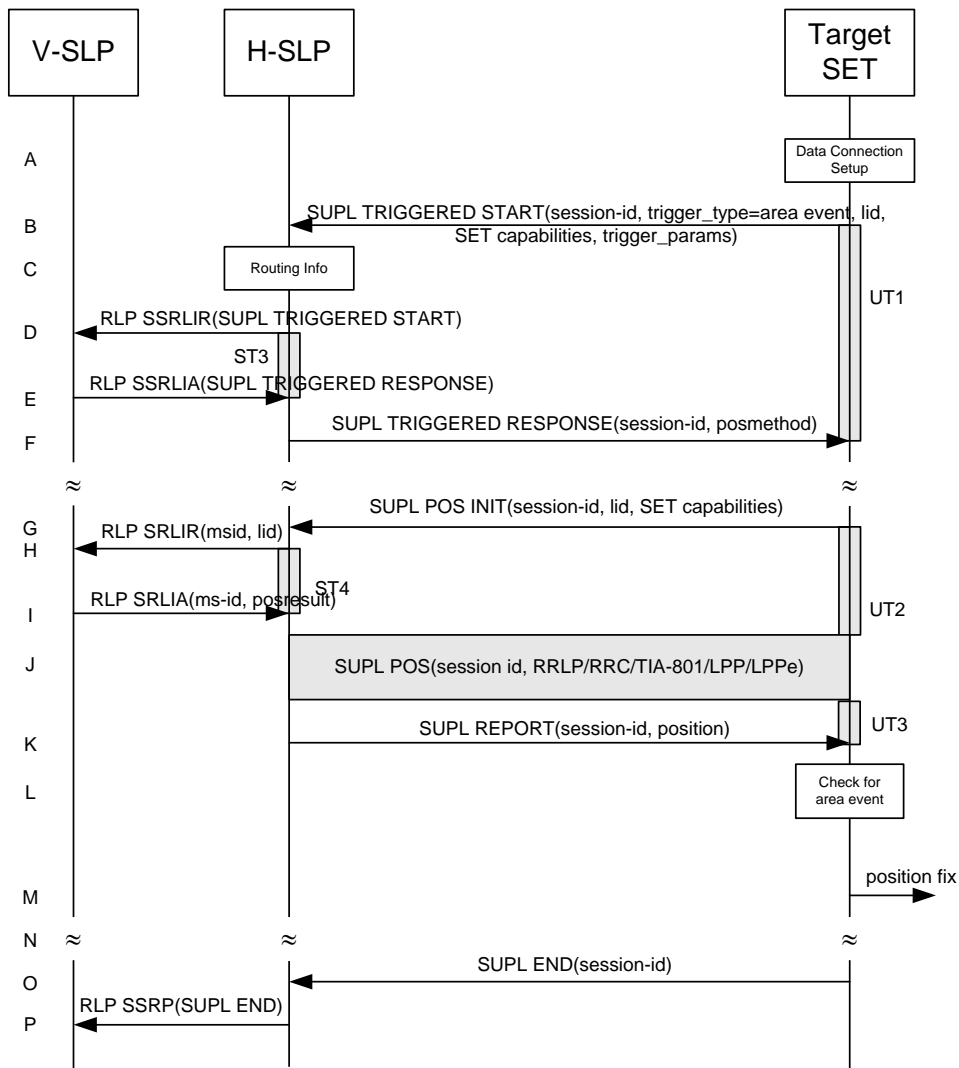 V-SLP
H-SLP
Target
SET
A
Data Connection
Setup
B
SUPL TRIGGERED START(session-id, trigger_type=area event, lid,
SET capabilities, trigger_params)
C
Routing Info
UT1
D
RLP SSRLIR(SUPL TRIGGERED START)
ST3
E
RLP SSRLIA(SUPL TRIGGERED RESPONSE)
F
SUPL TRIGGERED RESPONSE(session-id, posmethod)
≈ ≈ ≈
G
SUPL POS INIT(session-id, lid, SET capabilities)
H
RLP SRLIR(msid, lid)
ST4
I
RLP SRLIA(ms-id, posresult)
UT2
J
SUPL POS(session id, RRLP/RRC/TIA-801/LPP/LPPe)
K
SUPL REPORT(session-id, position)
UT3
L
Check for
area event
M
position fix
N ≈ ≈ ≈
O
SUPL END(session-id)
P
RLP SSRP(SUPL END)